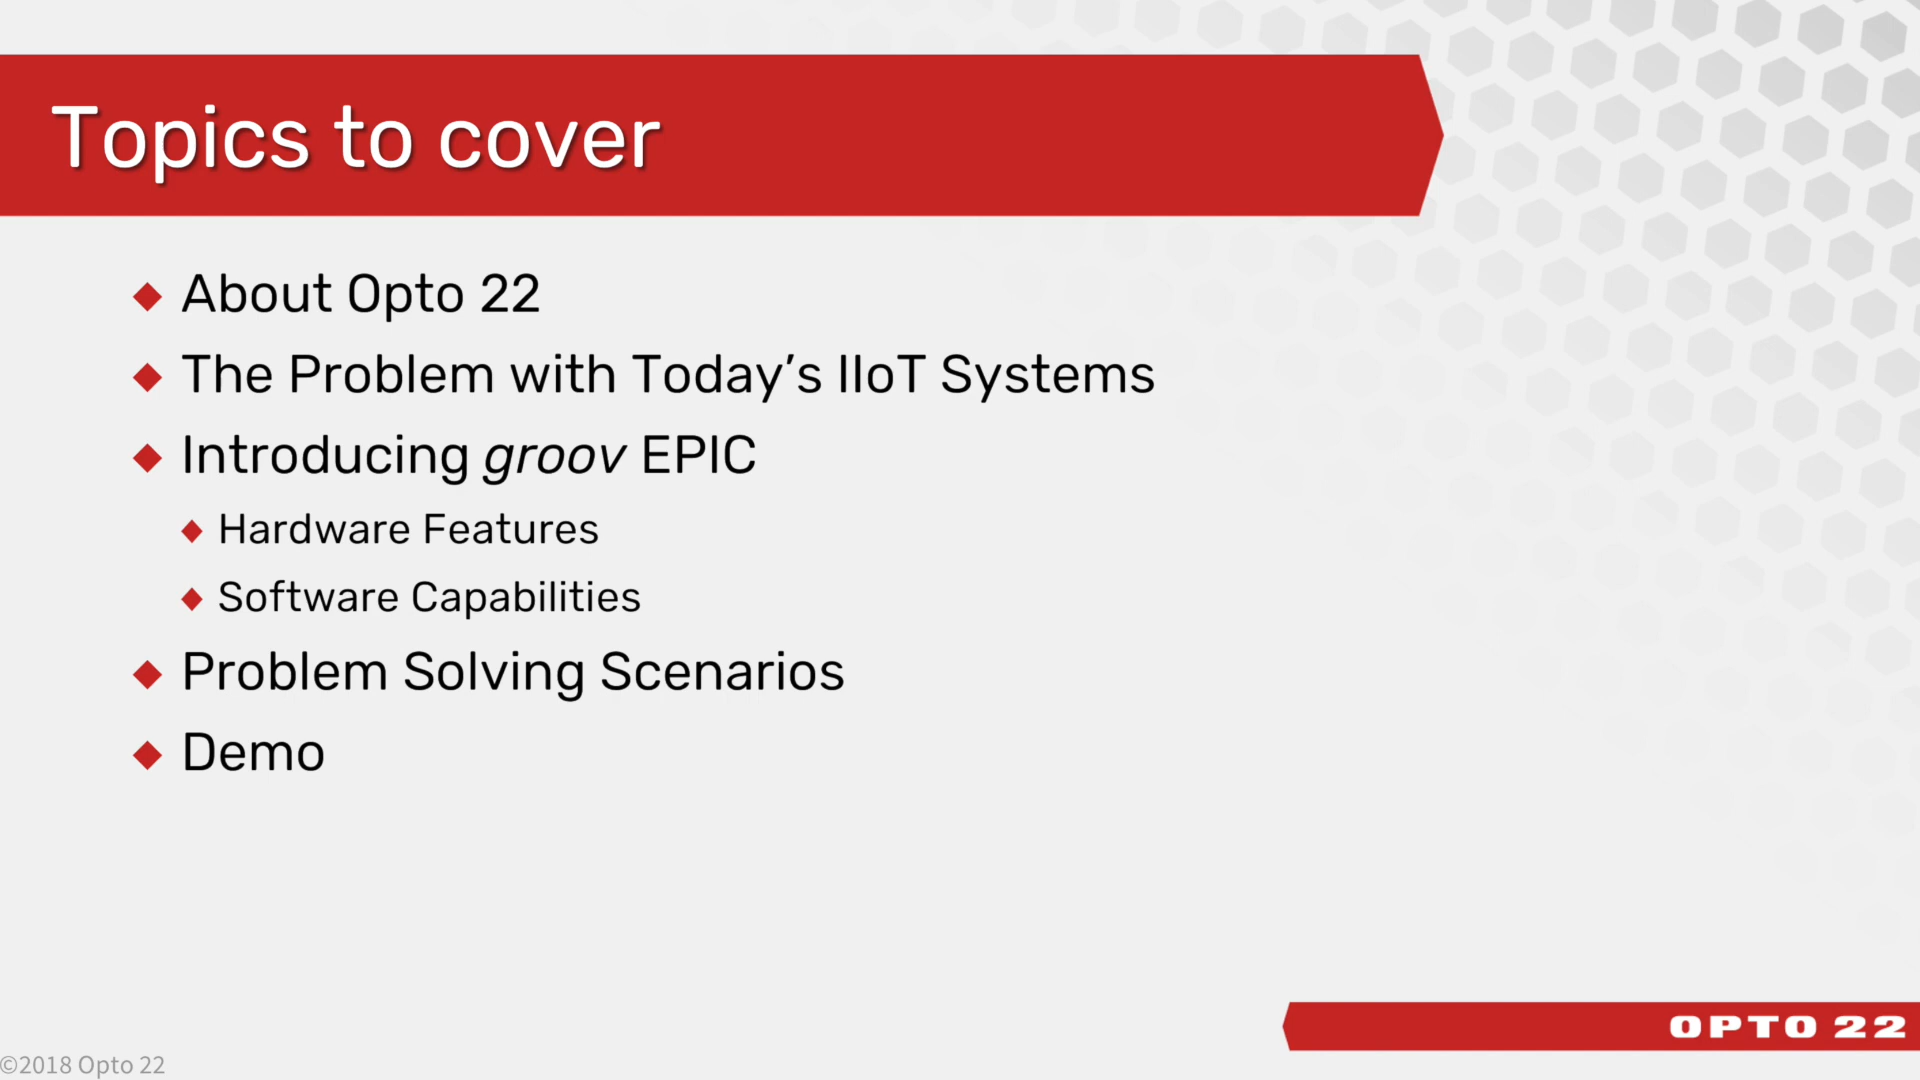 Topics to cover
About Opto 22
The Problem with Today’s IIoT Systems
Introducing groov EPIC
Hardware Features
Software Capabilities
Problem Solving Scenarios
Demo
OPTO 22
©2018 Opto 22